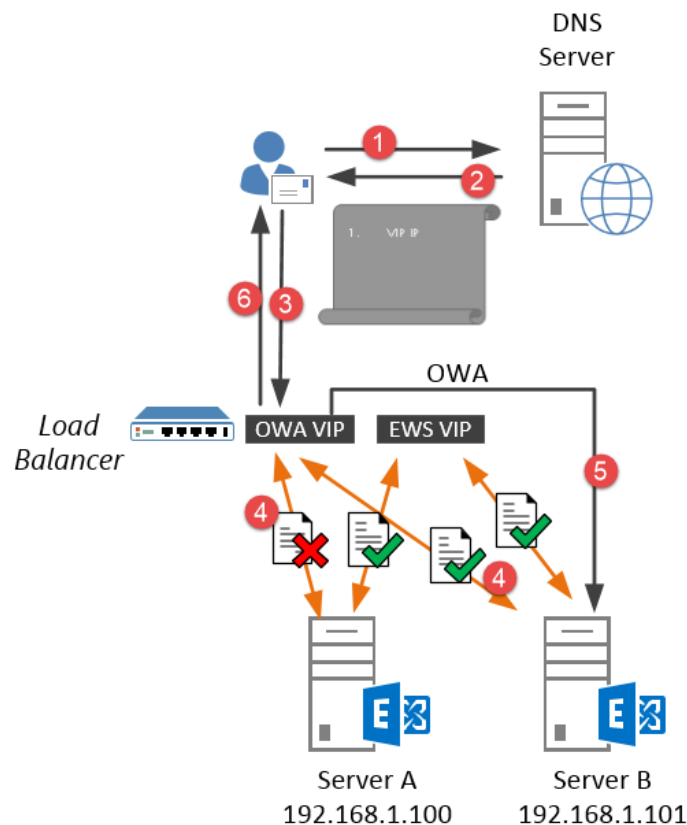 DNS
Server
1
2
1. VIP IP
6
3
OWA
Load
Balancer
OWA VIP
EWS VIP
5
4
4
E
E
Server A
192.168.1.100
Server B
192.168.1.101